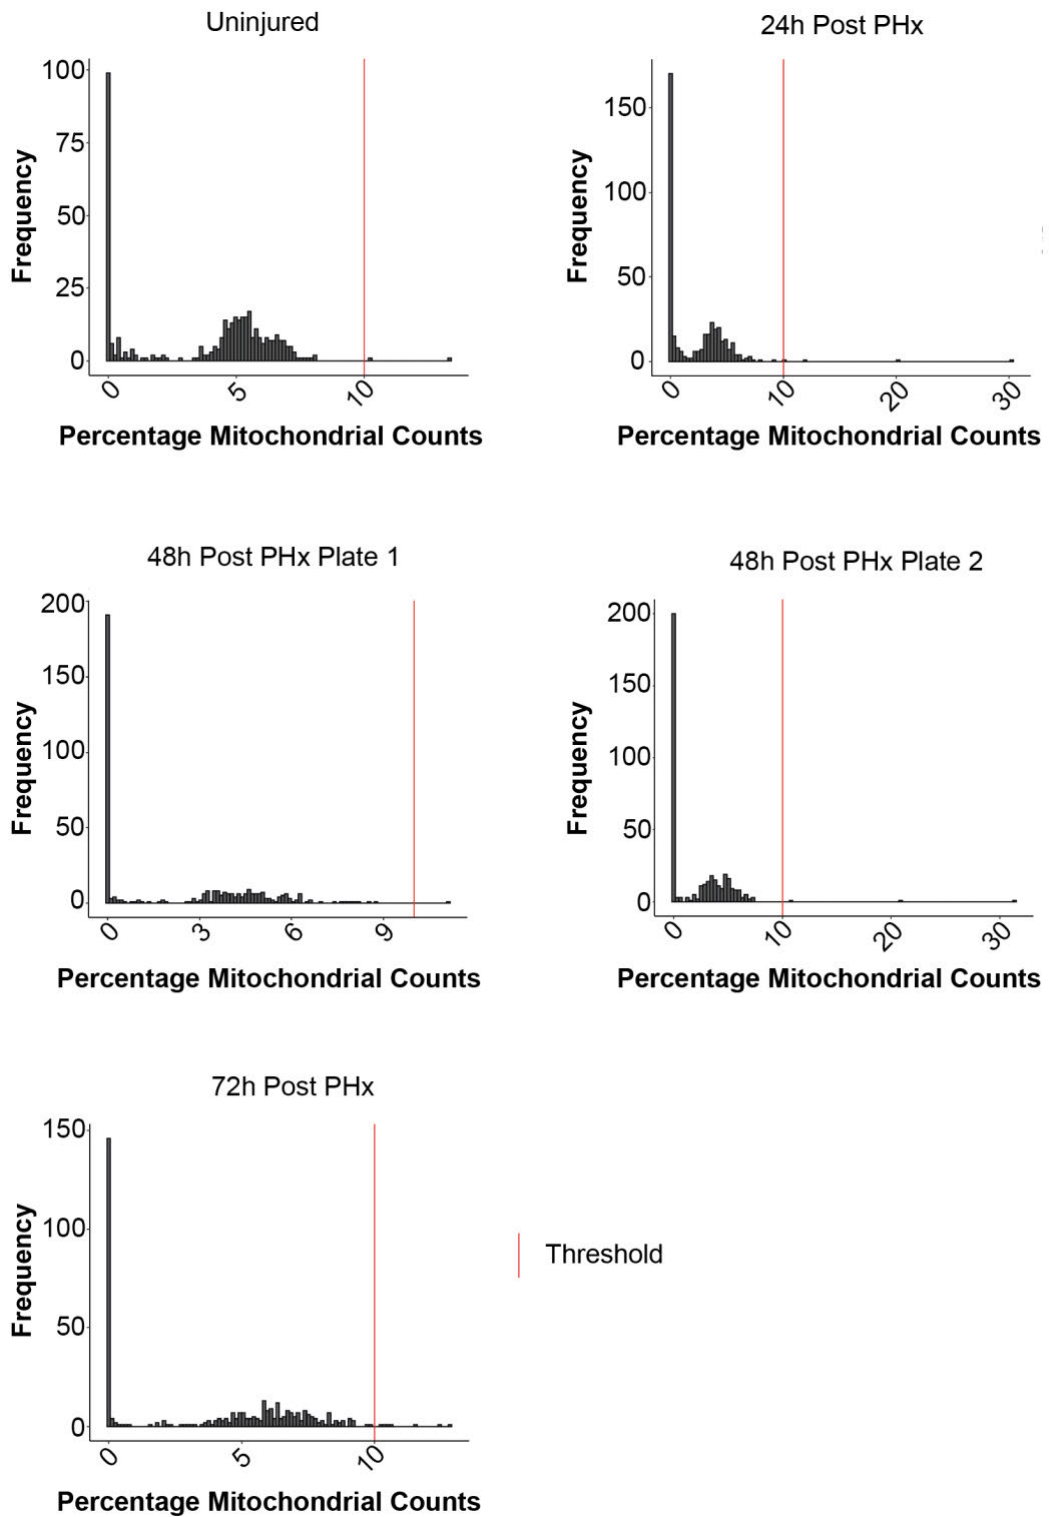 Uninjured
100
75
50
25
0
Frequency
0 5 10
Percentage Mitochondrial Counts
24h Post PHx
150
100
50
0
Frequency
0 10 20 30
Percentage Mitochondrial Counts
48h Post PHx Plate 1
200
150
100
50
0
Frequency
0 3 6 9
Percentage Mitochondrial Counts
48h Post PHx Plate 2
200
150
100
50
0
Frequency
0 10 20 30
Percentage Mitochondrial Counts
72h Post PHx
150
100
50
0
Frequency
0 5 10
Percentage Mitochondrial Counts
Threshold